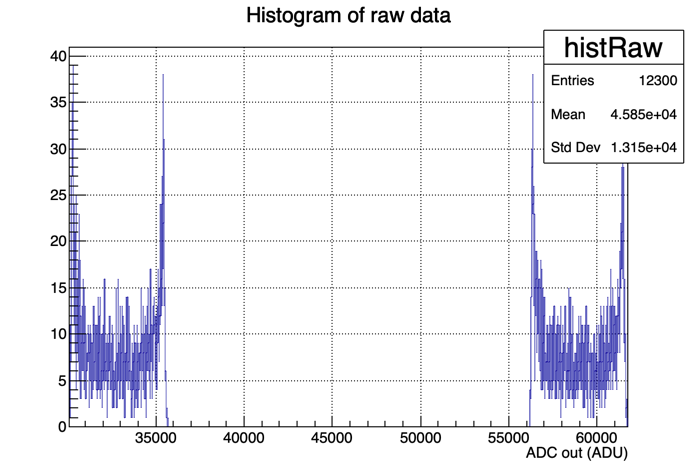 Histogram of raw data
histRaw
Entries 12300
Mean 4.585e+04
Std Dev 1.315e+04
40
35
30
25
20
15
10
5
0
35000 40000 45000 50000 55000 60000
ADC out (ADU)